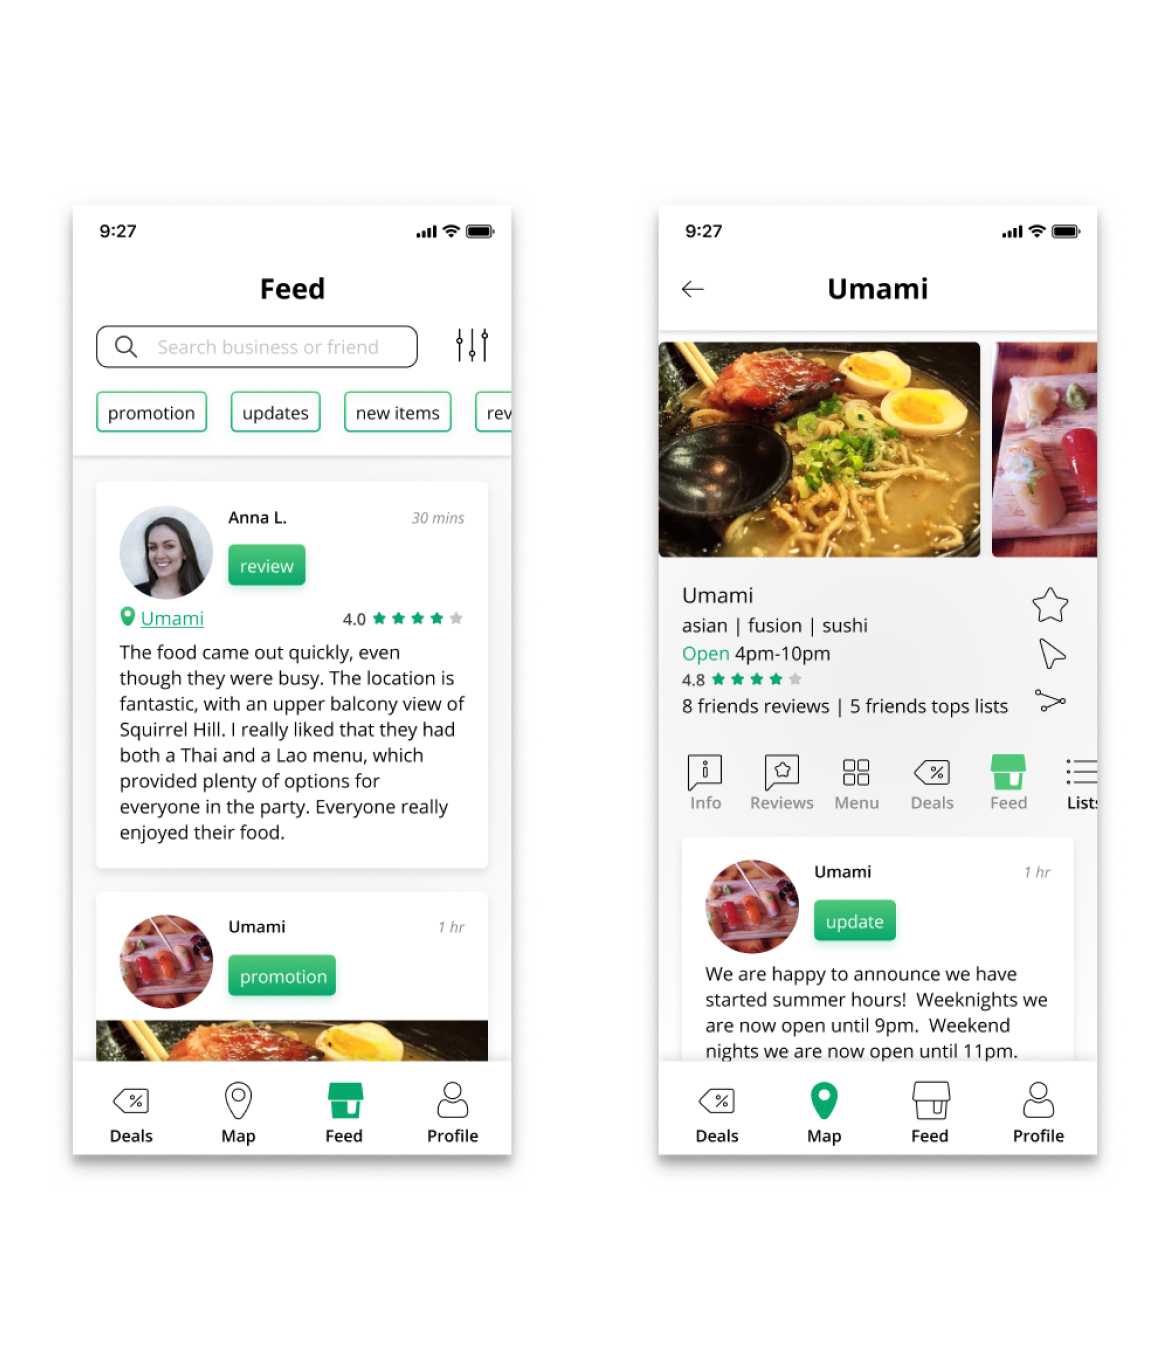 9:27
Feed
Search business or friend
promotion
updates
new items
rev
Anna L.
30 mins
review
Umami
4.0
The food came out quickly, even
though they were busy. The location is
fantastic, with an upper balcony view of
Squirrel Hill. I really liked that they had
both a Thai and a Lao menu, which
provided plenty of options for
everyone in the party. Everyone really
enjoyed their food.
Umami
1 hr
promotion
%
Deals
Map
Feed
Profile
9:27
Umami
Umami
asian | fusion | sushi
Open 4pm-10pm
4.8
8 friends reviews | 5 friends tops lists
i
%
Info
Reviews
Menu
Deals
Feed
Lists
Umami
1 hr
update
We are happy to announce we have
started summer hours!  Weeknights we
are now open until 9pm.  Weekend
nights we are now open until 11pm.
%
Deals
Map
Feed
Profile